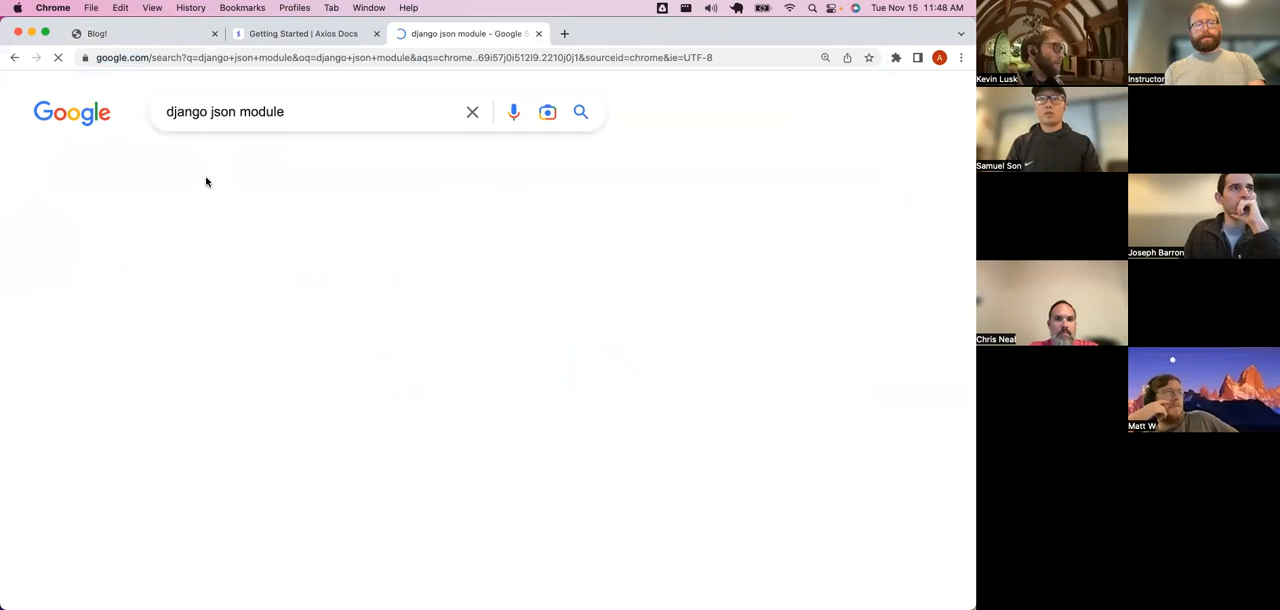 Chrome File Edit View History Bookmarks Profiles Tab Window Help Tue Nov 15 11:48 AM
Blog! Getting Started | Axios Docs django json module - Google S
google.com/search?q=django+json+module&oq=django+json+module&aqs=chrome..69i57j0i512l9.2210j0j1&sourceid=chrome&ie=UTF-8 A
Google django json module
Kevin Lusk
Instructor
Samuel Son
Joseph Barron
Chris Neal
Matt W